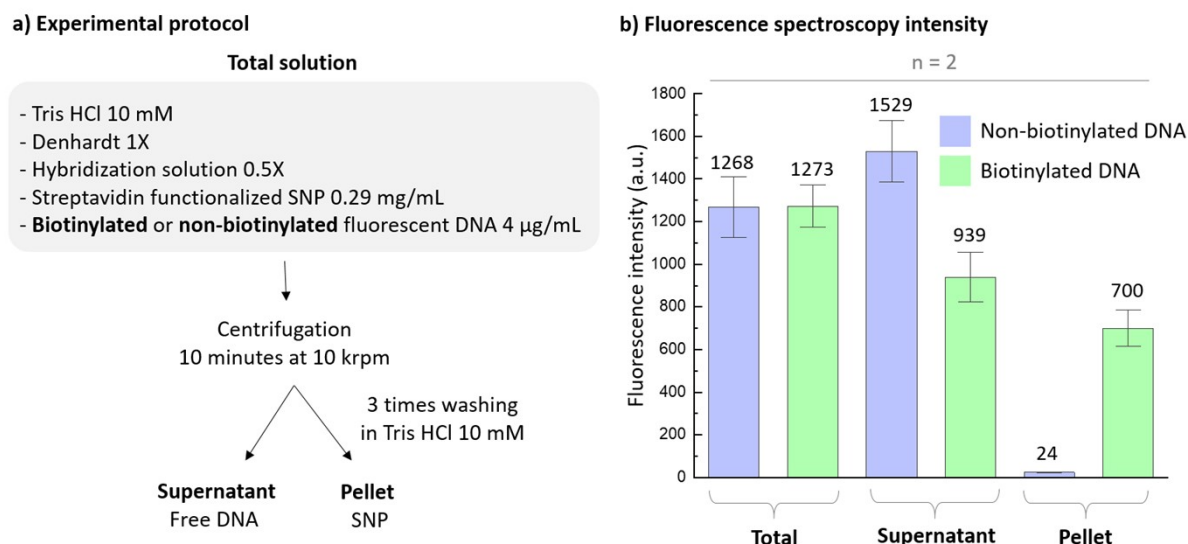 a) Experimental protocol
Total solution
- Tris HCl 10 mM
- Denhardt 1X
- Hybridization solution 0.5X
- Streptavidin functionalized SNP 0.29 mg/mL
- Biotinylated or non-biotinylated fluorescent DNA 4 µg/mL
Centrifugation
10 minutes at 10 krpm
3 times washing
in Tris HCl 10 mM
Supernatant
Free DNA
Pellet
SNP
b) Fluorescence spectroscopy intensity
n = 2
Fluorescence intensity (a.u.)
1800
1600
1400
1200
1000
800
600
400
200
0
1268
1273
1529
939
24
700
Non-biotinylated DNA
Biotinylated DNA
Total
Supernatant
Pellet